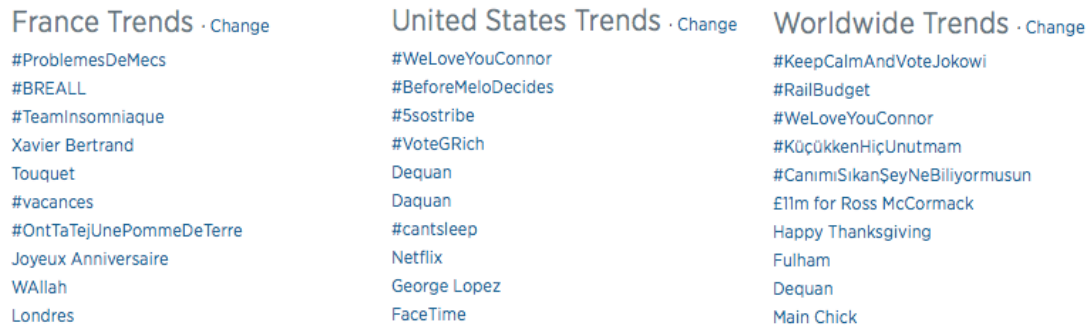 France Trends · Change
#ProblemesDeMecs
#BREALL
#TeamInsomniaque
Xavier Bertrand
Touquet
#vacances
#OntTaTejUnePommeDeTerre
Joyeux Anniversaire
WAllah
Londres
United States Trends · Change
#WeLoveYouConnor
#BeforeMeloDecides
#5sostribe
#VoteGRich
Dequan
Daquan
#cantsleep
Netflix
George Lopez
FaceTime
Worldwide Trends · Change
#KeepCalmAndVoteJokowi
#RailBudget
#WeLoveYouConnor
#KüçükkenHiçUnutmam
#CanımıSıkanŞeyNeBiliyormusun
£11m for Ross McCormack
Happy Thanksgiving
Fulham
Dequan
Main Chick